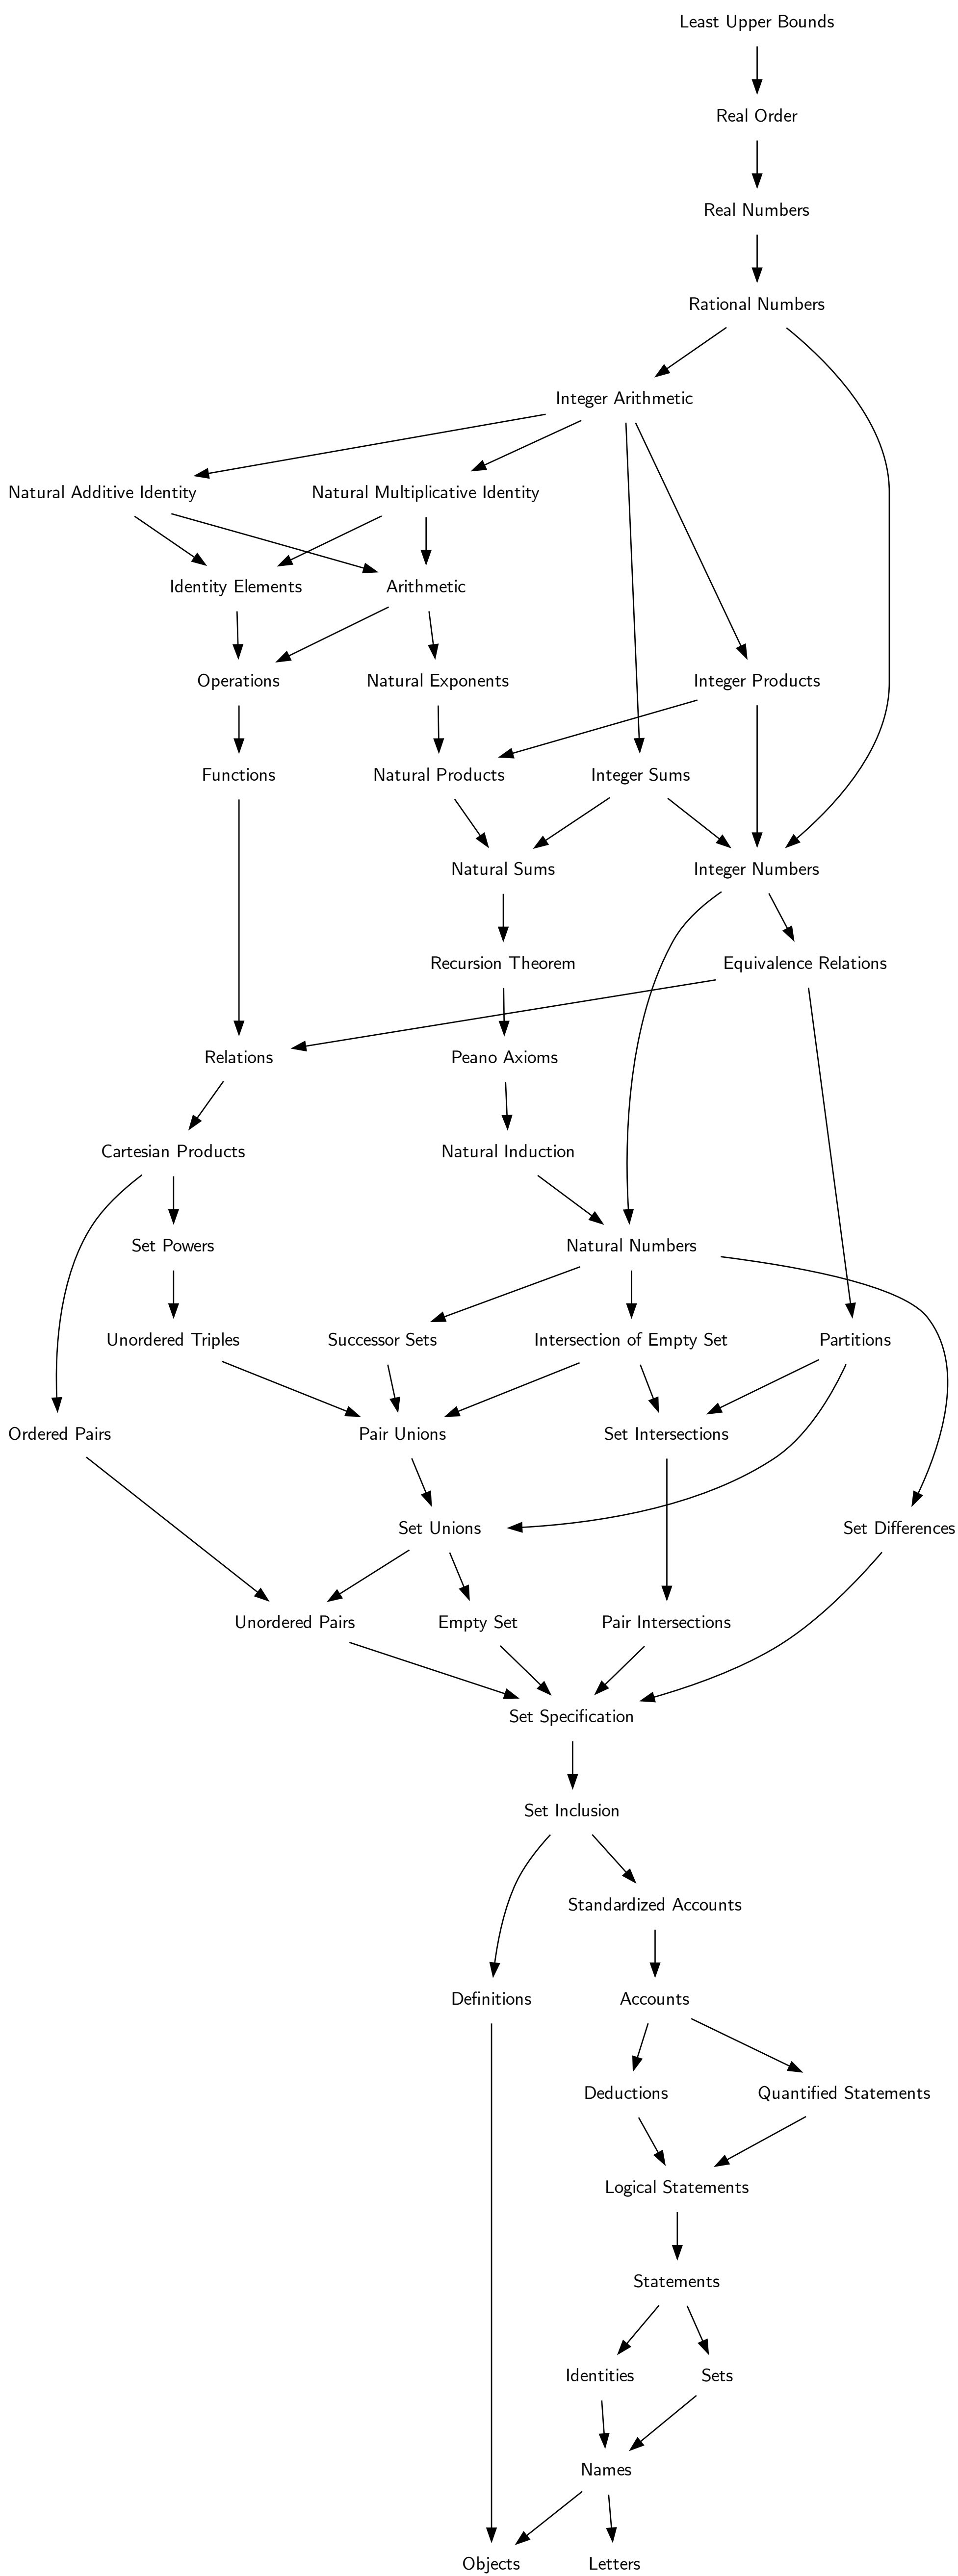 Least Upper Bounds
Real Order
Real Numbers
Rational Numbers
Integer Arithmetic
Natural Additive Identity
Natural Multiplicative Identity
Identity Elements
Arithmetic
Operations
Natural Exponents
Integer Products
Functions
Natural Products
Integer Sums
Natural Sums
Integer Numbers
Recursion Theorem
Equivalence Relations
Relations
Peano Axioms
Cartesian Products
Natural Induction
Set Powers
Natural Numbers
Unordered Triples
Successor Sets
Intersection of Empty Set
Partitions
Ordered Pairs
Pair Unions
Set Intersections
Set Unions
Set Differences
Unordered Pairs
Empty Set
Pair Intersections
Set Specification
Set Inclusion
Standardized Accounts
Definitions
Accounts
Deductions
Quantified Statements
Logical Statements
Statements
Identities
Sets
Names
Objects
Letters